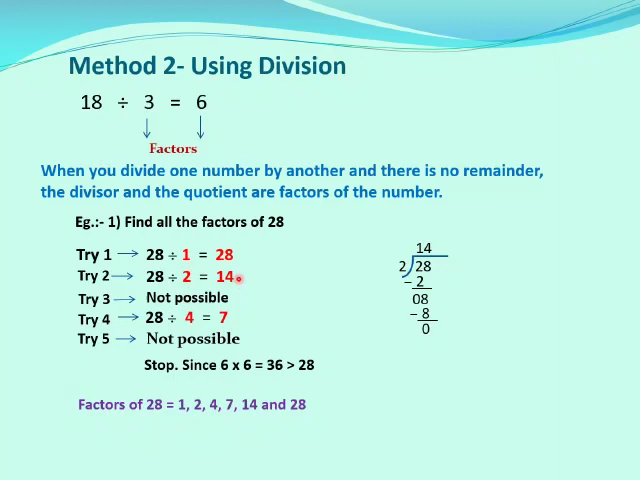 Method 2- Using Division
18 ÷ 3 = 6
Factors
When you divide one number by another and there is no remainder,
the divisor and the quotient are factors of the number.
Eg.:- 1) Find all the factors of 28
Try 1 → 28 ÷ 1 = 28
Try 2 → 28 ÷ 2 = 14
Try 3 → Not possible
Try 4 → 28 ÷ 4 = 7
Try 5 → Not possible
Stop. Since 6 x 6 = 36 > 28
Factors of 28 = 1, 2, 4, 7, 14 and 28
14
2 28
– 2
08
– 8
0